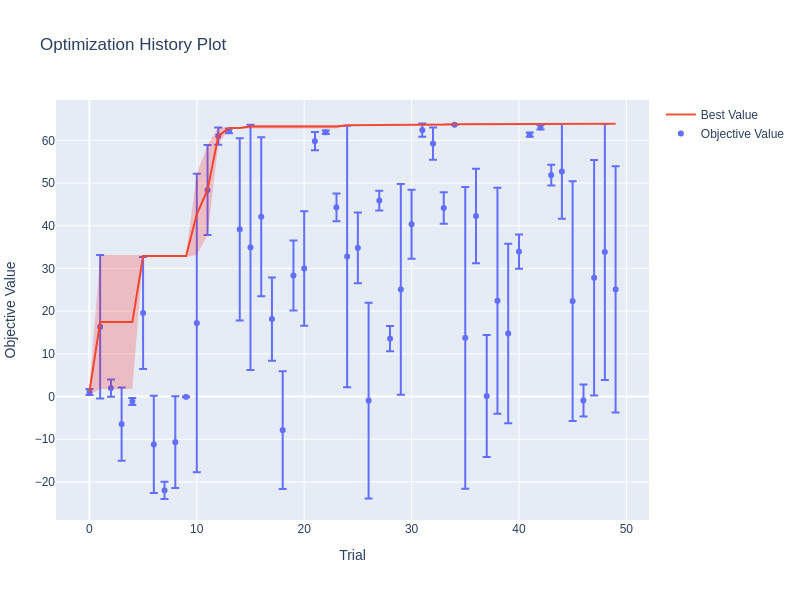 Optimization History Plot
Best Value
Objective Value
60
50
40
30
20
10
0
−10
−20
Objective Value
0 10 20 30 40 50
Trial